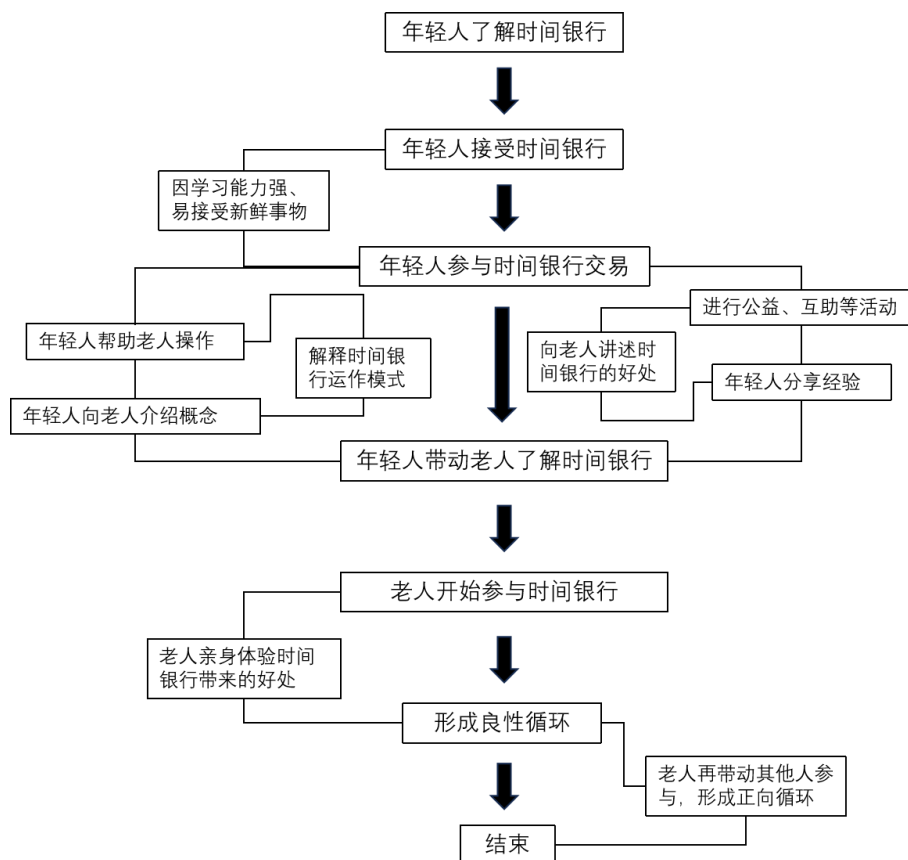 年轻人了解时间银行
年轻人接受时间银行
因学习能力强、
易接受新鲜事物
年轻人参与时间银行交易
进行公益、互助等活动
年轻人帮助老人操作
解释时间银
行运作模式
向老人讲述时
间银行的好处
年轻人分享经验
年轻人向老人介绍概念
年轻人带动老人了解时间银行
老人开始参与时间银行
老人亲身体验时间
银行带来的好处
形成良性循环
老人再带动其他人参
与，形成正向循环
结束